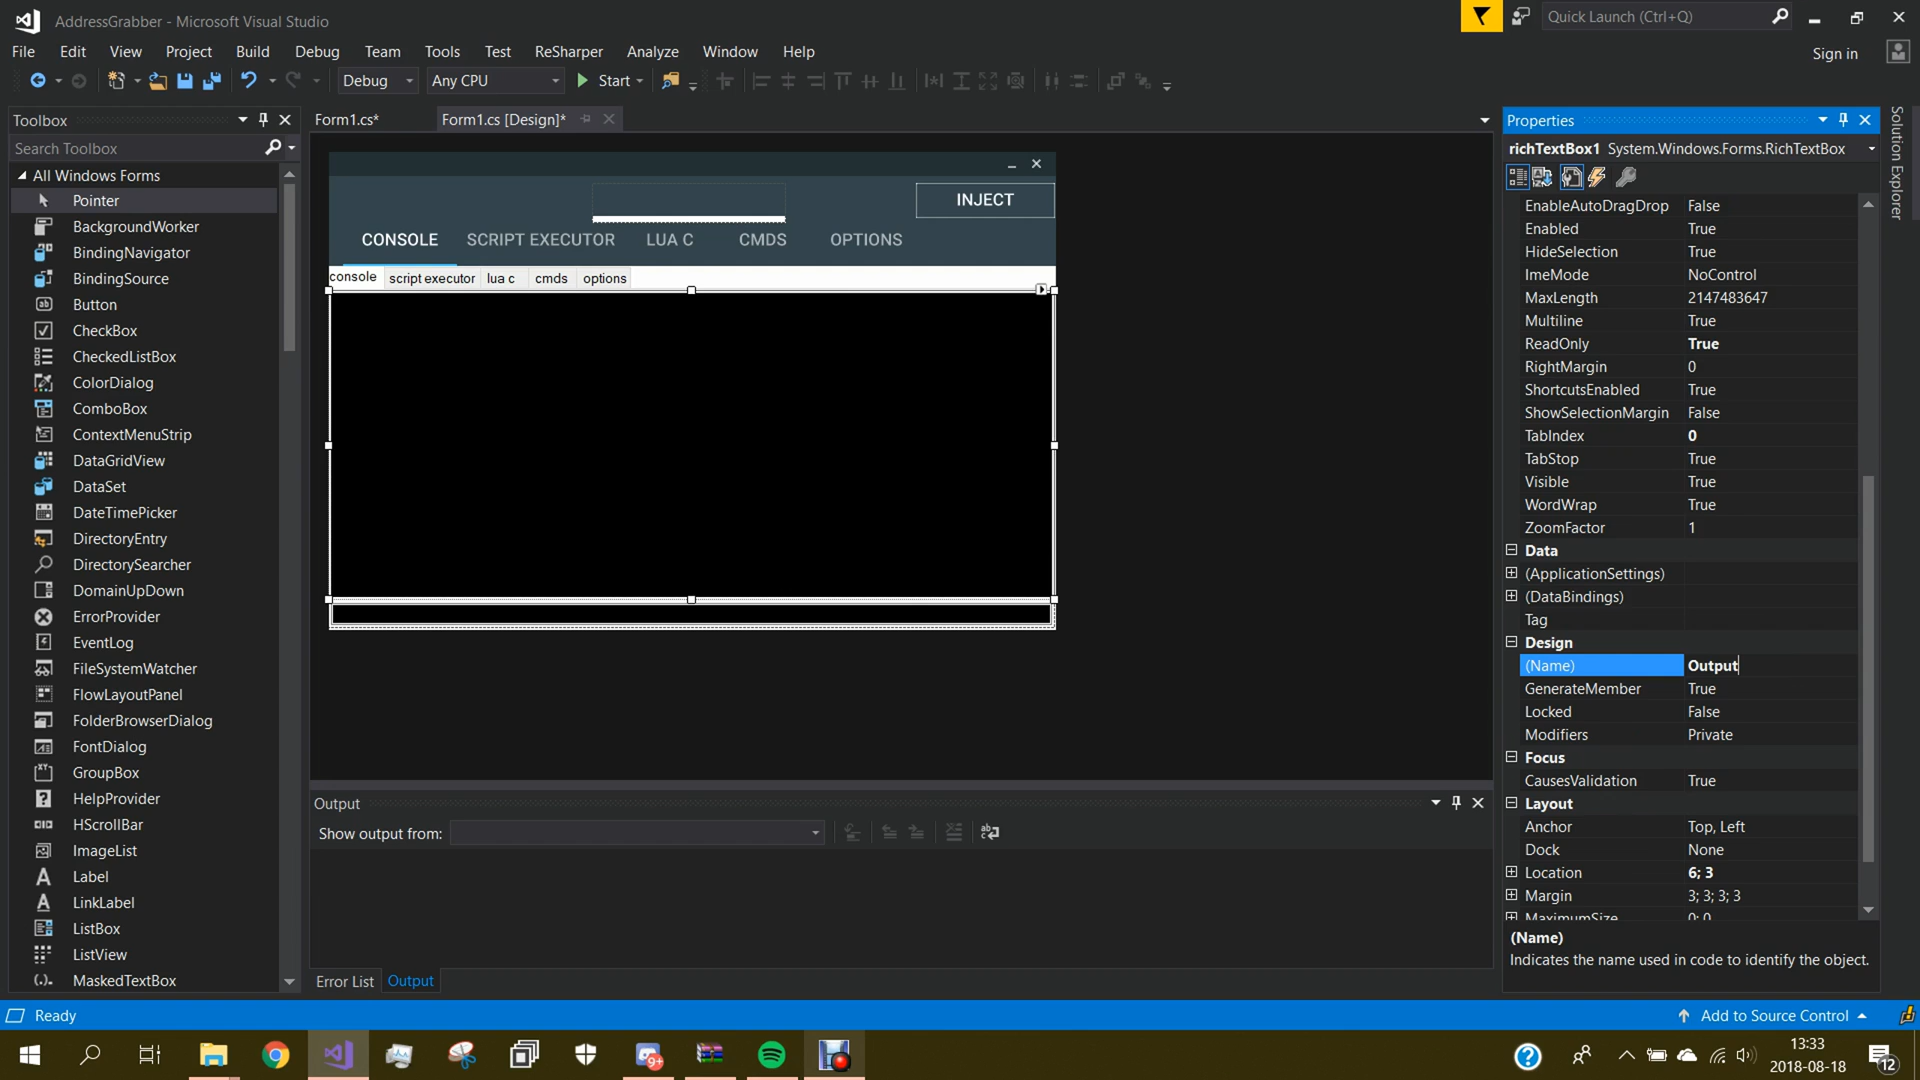 AddressGrabber - Microsoft Visual Studio
Quick Launch (Ctrl+Q)
File Edit View Project Build Debug Team Tools Test ReSharper Analyze Window Help
Sign in
Debug Any CPU Start
Toolbox
Form1.cs* Form1.cs [Design]*
Properties
Search Toolbox
richTextBox1 System.Windows.Forms.RichTextBox
Solution Explorer
All Windows Forms
Pointer
BackgroundWorker
BindingNavigator
BindingSource
Button
CheckBox
CheckedListBox
ColorDialog
ComboBox
ContextMenuStrip
DataGridView
DataSet
DateTimePicker
DirectoryEntry
DirectorySearcher
DomainUpDown
ErrorProvider
EventLog
FileSystemWatcher
FlowLayoutPanel
FolderBrowserDialog
FontDialog
GroupBox
HelpProvider
HScrollBar
ImageList
Label
LinkLabel
ListBox
ListView
MaskedTextBox
INJECT
CONSOLE SCRIPT EXECUTOR LUA C CMDS OPTIONS
console script executor lua c cmds options
Output
Show output from:
Error List Output
EnableAutoDragDrop False
Enabled True
HideSelection True
ImeMode NoControl
MaxLength 2147483647
Multiline True
ReadOnly True
RightMargin 0
ShortcutsEnabled True
ShowSelectionMargin False
TabIndex 0
TabStop True
Visible True
WordWrap True
ZoomFactor 1
Data
(ApplicationSettings)
(DataBindings)
Tag
Design
(Name) Output
GenerateMember True
Locked False
Modifiers Private
Focus
CausesValidation True
Layout
Anchor Top, Left
Dock None
Location 6; 3
Margin 3; 3; 3; 3
MaximumSize 0; 0
(Name)
Indicates the name used in code to identify the object.
Ready
Add to Source Control
9+
13:33
2018-08-18
12